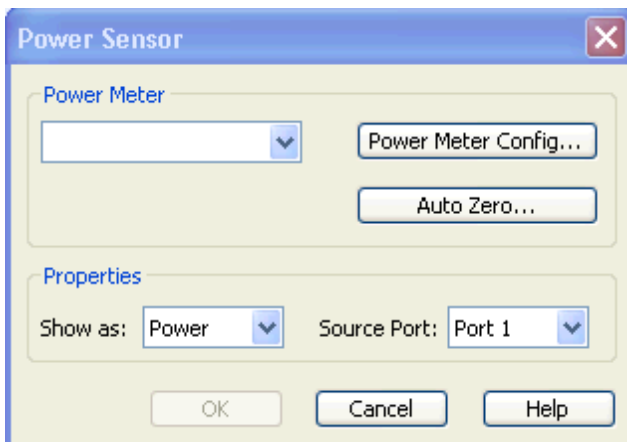 Power Sensor
Power Meter
Power Meter Config...
Auto Zero...
Properties
Show as: Power Source Port: Port 1
OK Cancel Help